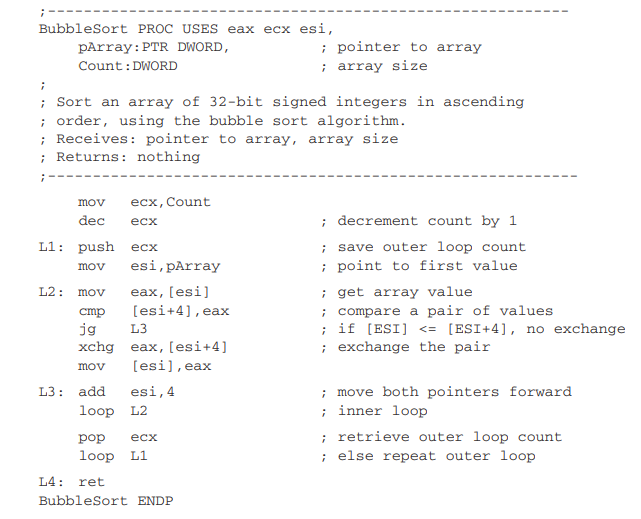 ;----------------------------------------------------------
BubbleSort PROC USES eax ecx esi,
pArray:PTR DWORD, ; pointer to array
Count:DWORD ; array size
;
; Sort an array of 32-bit signed integers in ascending
; order, using the bubble sort algorithm.
; Receives: pointer to array, array size
; Returns: nothing
;-----------------------------------------------------------
mov ecx,Count
dec ecx ; decrement count by 1
L1: push ecx ; save outer loop count
mov esi,pArray ; point to first value
L2: mov eax,[esi] ; get array value
cmp [esi+4],eax ; compare a pair of values
jg L3 ; if [ESI] <= [ESI+4], no exchange
xchg eax,[esi+4] ; exchange the pair
mov [esi],eax
L3: add esi,4 ; move both pointers forward
loop L2 ; inner loop
pop ecx ; retrieve outer loop count
loop L1 ; else repeat outer loop
L4: ret
BubbleSort ENDP